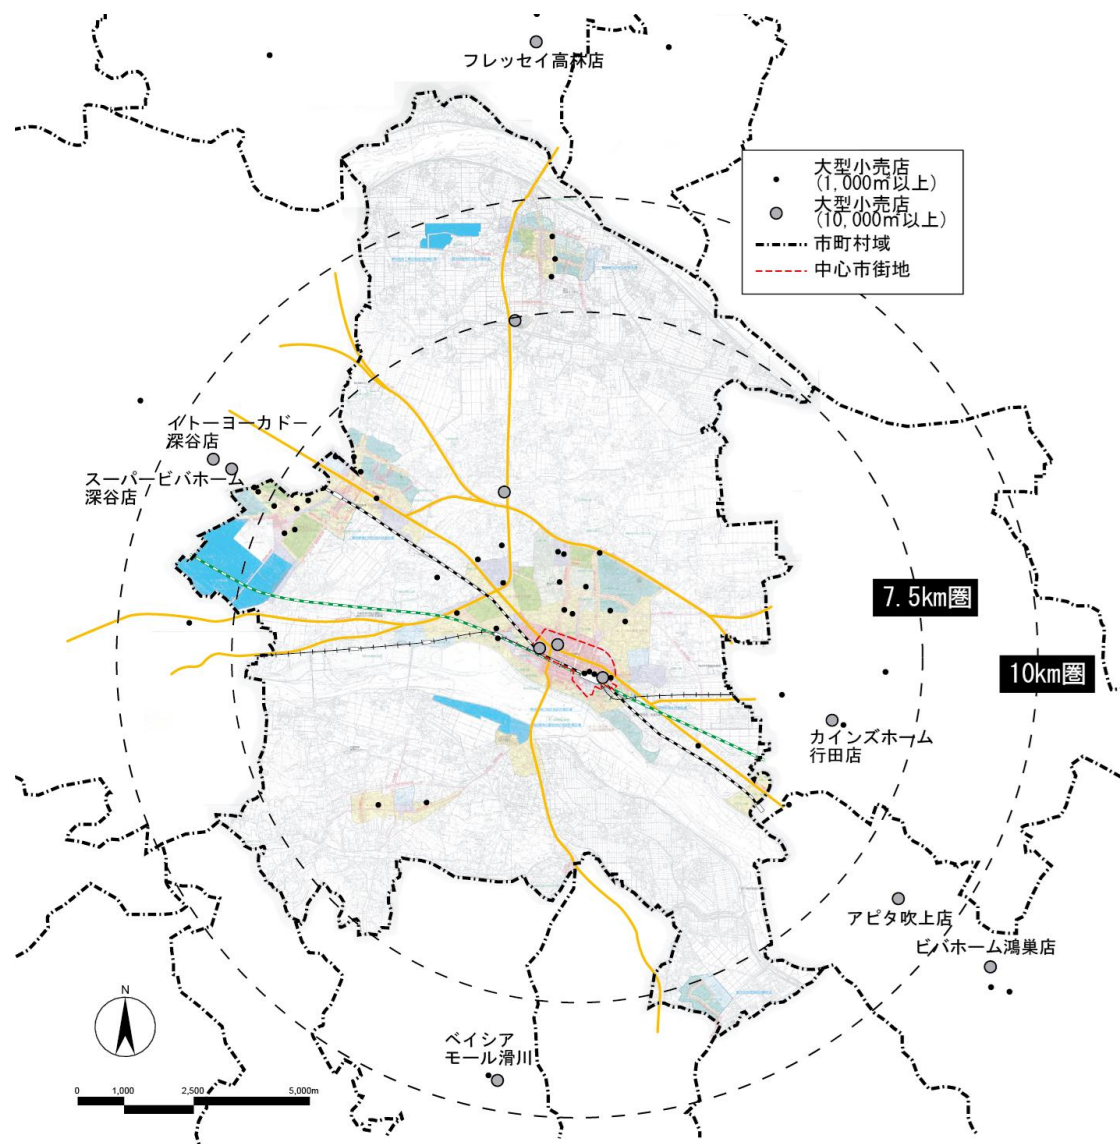 フレッセイ高林店
大型小売店
(1,000㎡以上)
大型小売店
(10,000㎡以上)
市町村域
中心市街地
イトーヨーカドー
深谷店
スーパービバホーム
深谷店
7.5km圏
10km圏
カインズホーム
行田店
アピタ吹上店
ビバホーム鴻巣店
ベイシア
モール滑川
N
0 1,000 2,500 5,000m